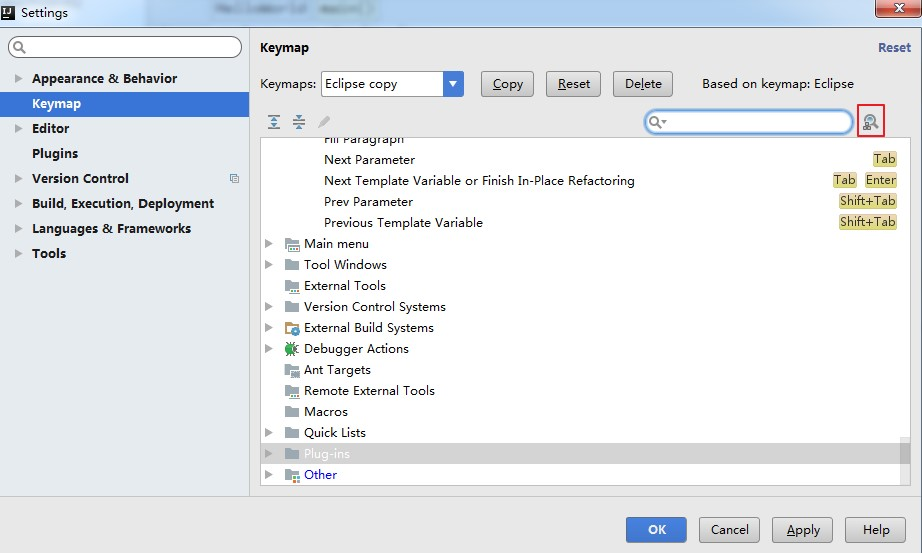 HelloWorld main()
Settings
Keymap
Reset
Appearance & Behavior
Keymap
Editor
Plugins
Version Control
Build, Execution, Deployment
Languages & Frameworks
Tools
Keymaps: Eclipse copy Copy Reset Delete Based on keymap: Eclipse
Fill Paragraph
Next Parameter Tab
Next Template Variable or Finish In-Place Refactoring Tab Enter
Prev Parameter Shift+Tab
Previous Template Variable Shift+Tab
Main menu
Tool Windows
External Tools
Version Control Systems
External Build Systems
Debugger Actions
Ant Targets
Remote External Tools
Macros
Quick Lists
Plug-ins
Other
OK Cancel Apply Help